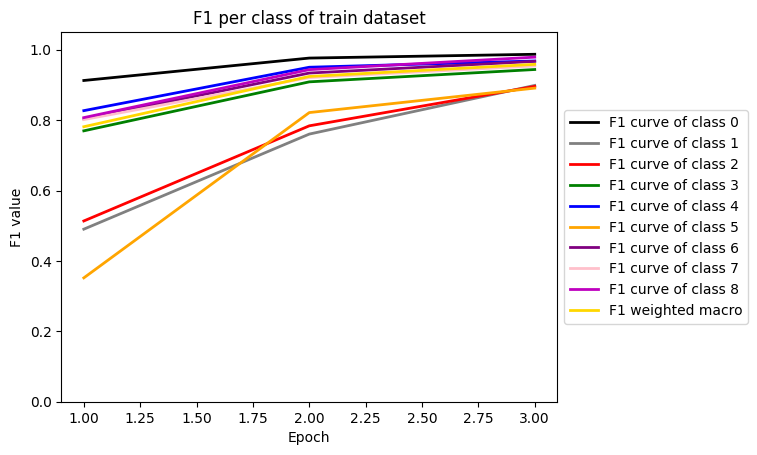 F1 per class of train dataset
F1 value
1.0
0.8
0.6
0.4
0.2
0.0
1.00 1.25 1.50 1.75 2.00 2.25 2.50 2.75 3.00
Epoch
F1 curve of class 0
F1 curve of class 1
F1 curve of class 2
F1 curve of class 3
F1 curve of class 4
F1 curve of class 5
F1 curve of class 6
F1 curve of class 7
F1 curve of class 8
F1 weighted macro